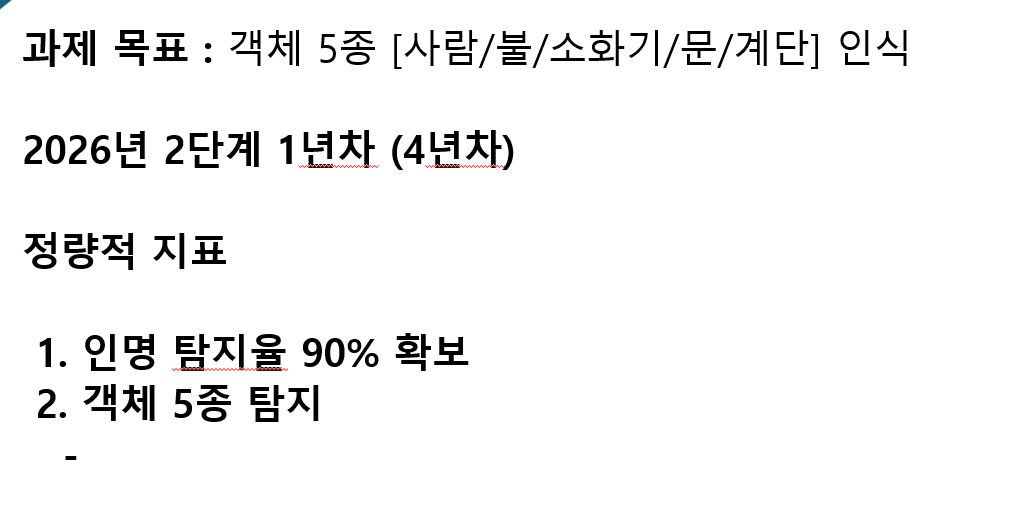 과제 목표 : 객체 5종 [사람/불/소화기/문/계단] 인식
2026년 2단계 1년차 (4년차)
정량적 지표
1. 인명 탐지율 90% 확보
2. 객체 5종 탐지
-